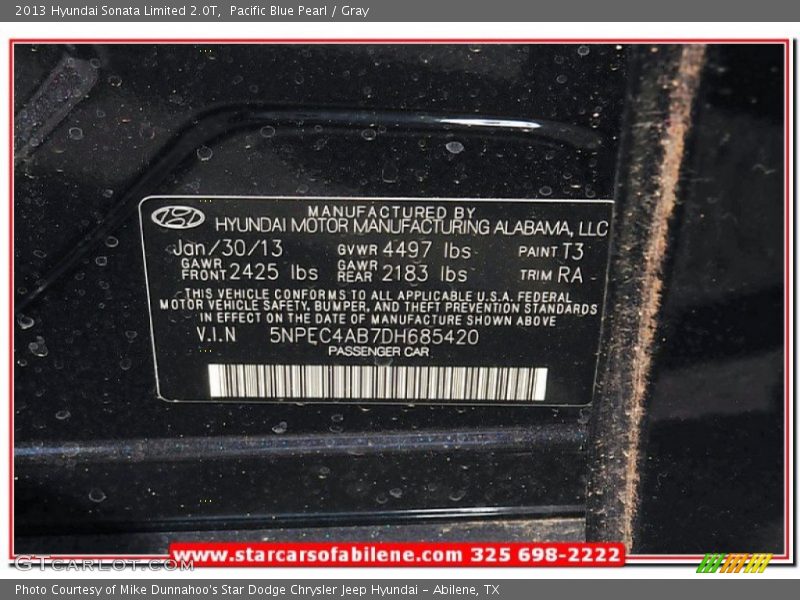 2013 Hyundai Sonata Limited 2.0T,  Pacific Blue Pearl / Gray
MANUFACTURED BY
HYUNDAI MOTOR MANUFACTURING ALABAMA, LLC
Jan/30/13 GVWR 4497 lbs PAINT T3
GAWR FRONT 2425 lbs GAWR REAR 2183 lbs TRIM RA
THIS VEHICLE CONFORMS TO ALL APPLICABLE U.S.A. FEDERAL
MOTOR VEHICLE SAFETY, BUMPER, AND THEFT PREVENTION STANDARDS
IN EFFECT ON THE DATE OF MANUFACTURE SHOWN ABOVE
V.I.N 5NPEC4AB7DH685420
PASSENGER CAR
www.starcarsofabilene.com 325 698-2222
GTCARLOT.COM
Photo Courtesy of Mike Dunnahoo's Star Dodge Chrysler Jeep Hyundai - Abilene, TX